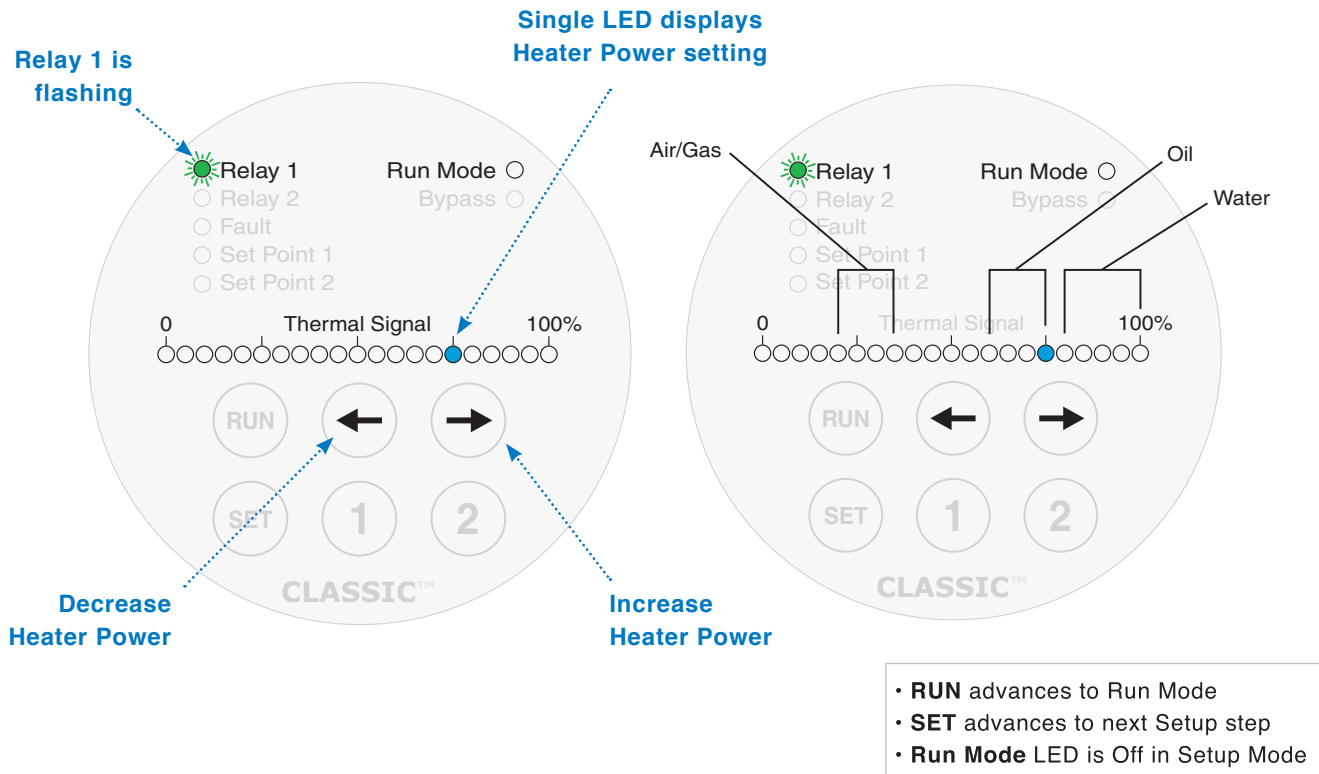 Single LED displays
Heater Power setting
Relay 1 is
flashing
Relay 1
Run Mode
Relay 2
Bypass
Fault
Set Point 1
Set Point 2
0
Thermal Signal
100%
RUN
SET
1
2
CLASSIC™
Decrease
Heater Power
Increase
Heater Power
Air/Gas
Oil
Water
Relay 1
Run Mode
Relay 2
Bypass
Fault
Set Point 1
Set Point 2
0
Thermal Signal
100%
RUN
SET
1
2
CLASSIC™
• RUN advances to Run Mode
• SET advances to next Setup step
• Run Mode LED is Off in Setup Mode